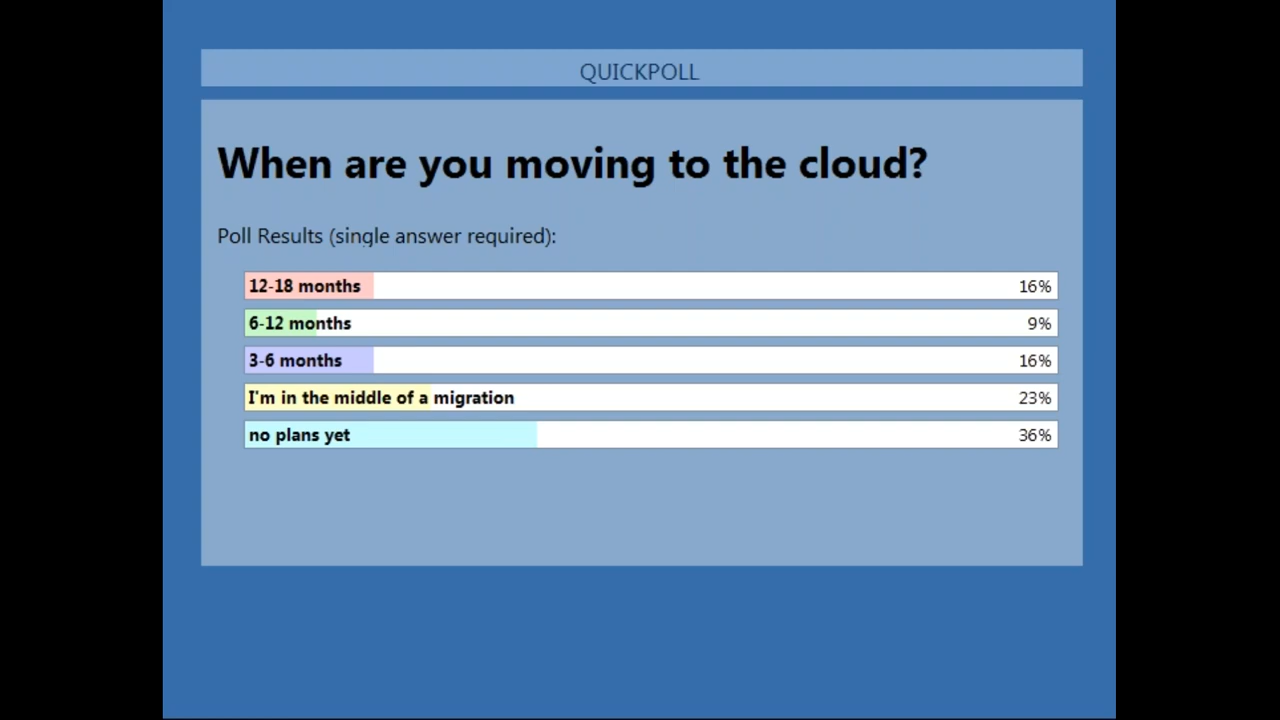 QUICKPOLL
When are you moving to the cloud?
Poll Results (single answer required):
12-18 months 16%
6-12 months 9%
3-6 months 16%
I'm in the middle of a migration 23%
no plans yet 36%